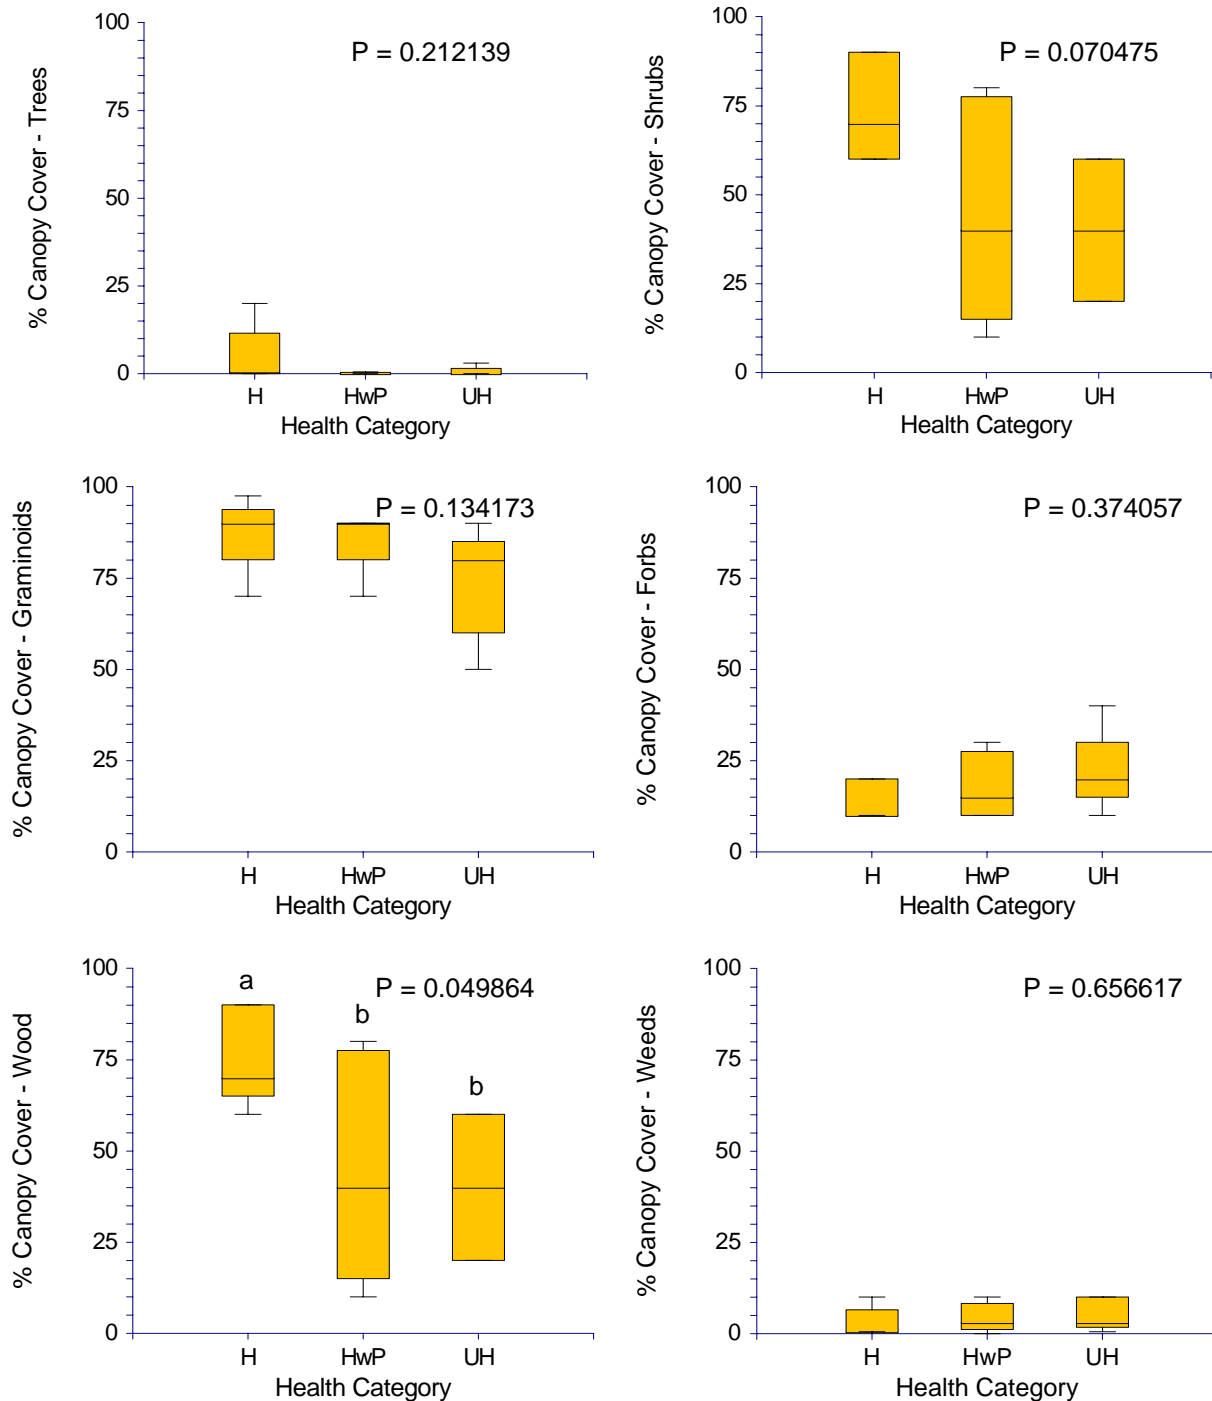 % Canopy Cover - Trees
100
75
50
25
0
P = 0.212139
H HwP UH
Health Category
% Canopy Cover - Shrubs
100
75
50
25
0
P = 0.070475
H HwP UH
Health Category
% Canopy Cover - Graminoids
100
75
50
25
0
P = 0.134173
H HwP UH
Health Category
% Canopy Cover - Forbs
100
75
50
25
0
P = 0.374057
H HwP UH
Health Category
% Canopy Cover - Wood
100
75
50
25
0
a
b
b
P = 0.049864
H HwP UH
Health Category
% Canopy Cover - Weeds
100
75
50
25
0
P = 0.656617
H HwP UH
Health Category